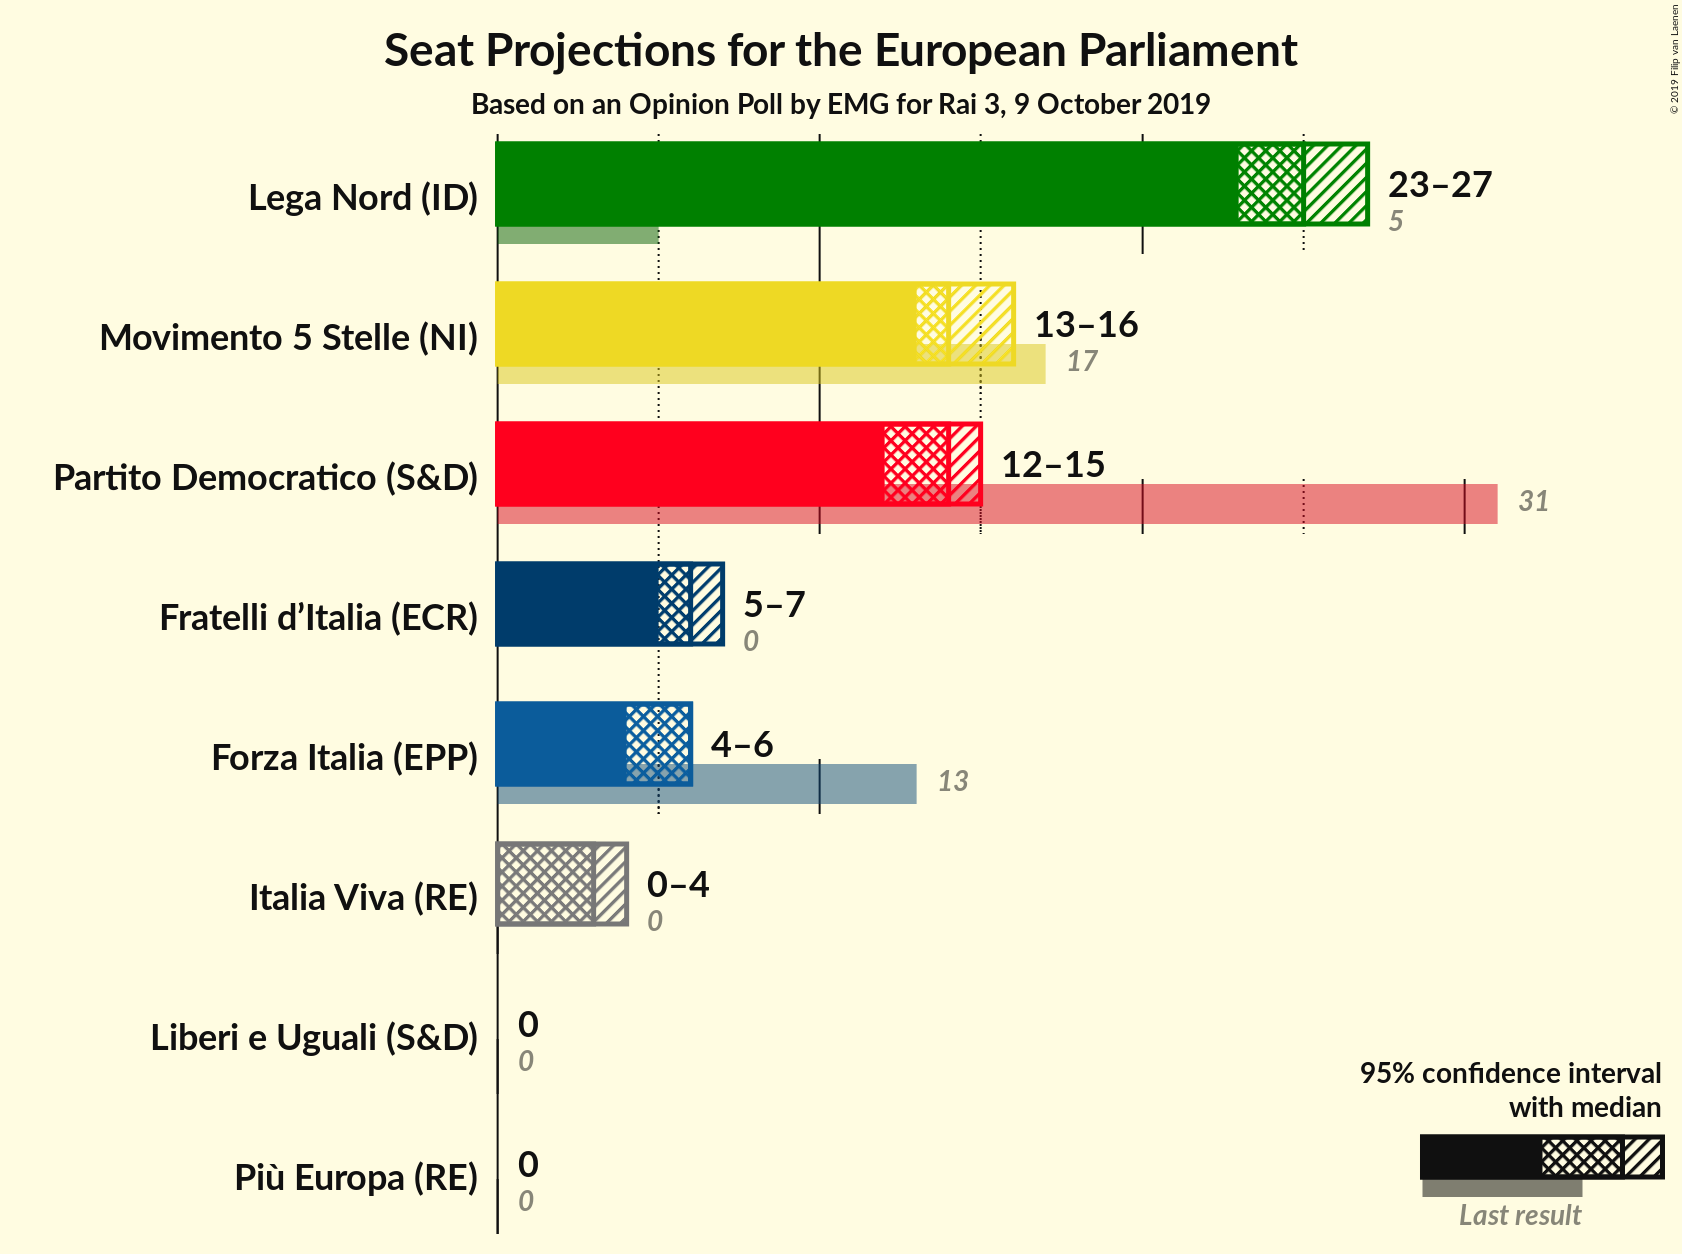 Seat Projections for the European Parliament
Based on an Opinion Poll by EMG for Rai 3, 9 October 2019
© 2019 Filip van Laenen
Lega Nord (ID)
23–27
5
Movimento 5 Stelle (NI)
13–16
17
Partito Democratico (S&D)
12–15
31
Fratelli d’Italia (ECR)
5–7
0
Forza Italia (EPP)
4–6
13
Italia Viva (RE)
0–4
0
Liberi e Uguali (S&D)
0
0
Più Europa (RE)
0
0
95% confidence interval
with median
Last result